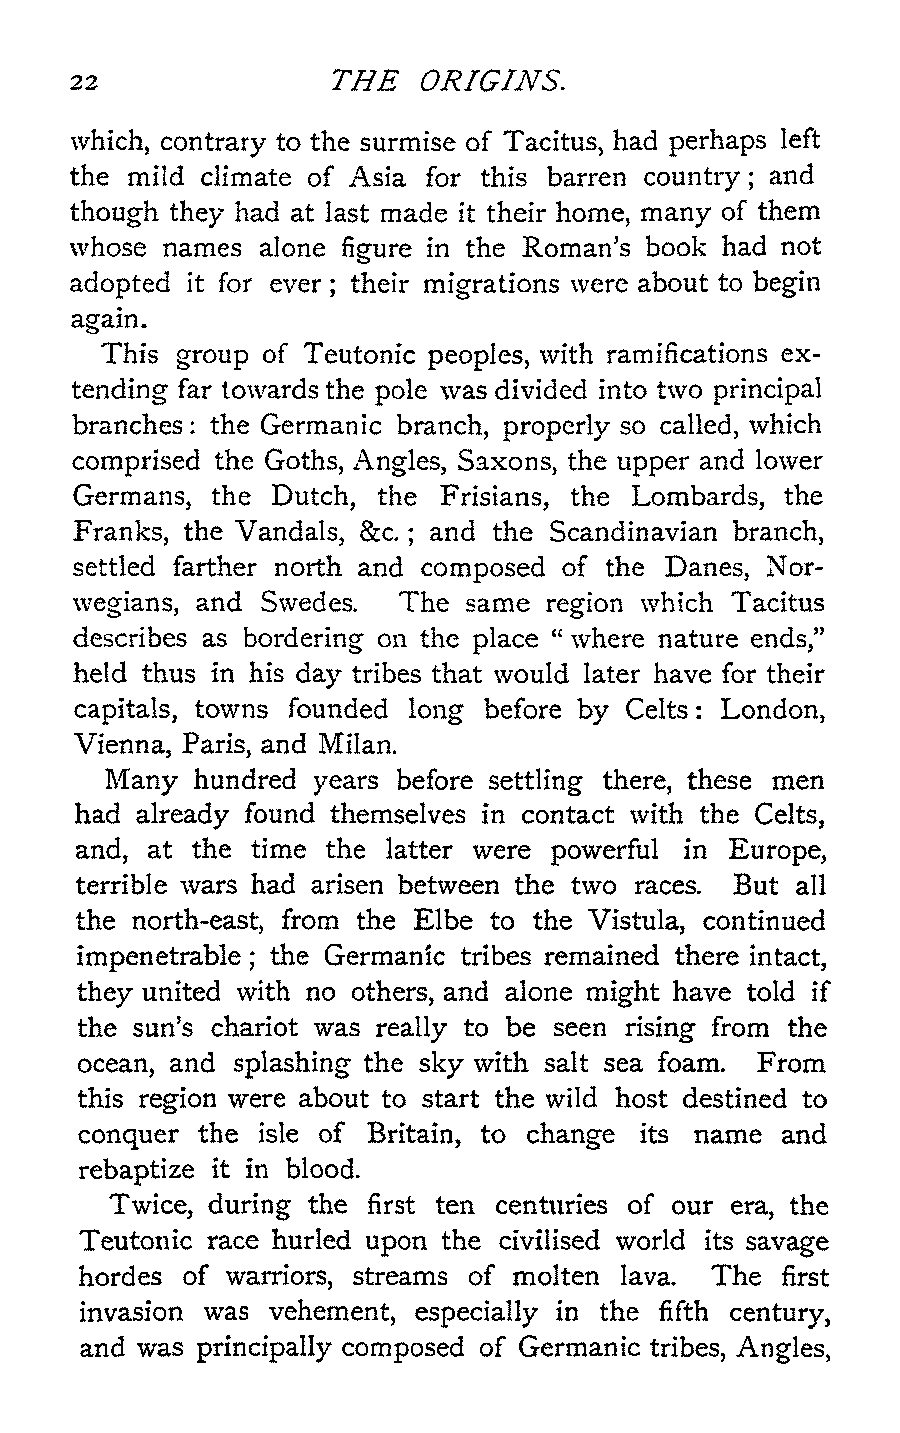 22 THE ORIGINS.
which, contrary to the surmise of Tacitus, had perhaps left
the mild climate of Asia for this barren country ; and
though they had at last made it their home, many of them
whose names alone figure in the Roman's book had not
adopted it for ever ; their migrations were about to begin
again.
This group of Teutonic peoples, with ramifications ex-
tending far towards the pole was divided into two principal
branches : the Germanic branch, properly so called, which
comprised the Goths, Angles, Saxons, the upper and lower
Germans, the Dutch, the Frisians, the Lombards, the
Franks, the Vandals, &c. ; and the Scandinavian branch,
settled farther north and composed of the Danes, Nor-
wegians, and Swedes. The same region which Tacitus
describes as bordering on the place “ where nature ends,”
held thus in his day tribes that would later have for their
capitals, towns founded long before by Celts : London,
Vienna, Paris, and Milan.
Many hundred years before settling there, these men
had already found themselves in contact with the Celts,
and, at the time the latter were powerful in Europe,
terrible wars had arisen between the two races. But all
the north-east, from the Elbe to the Vistula, continued
impenetrable ; the Germanic tribes remained there intact,
they united with no others, and alone might have told if
the sun's chariot was really to be seen rising from the
ocean, and splashing the sky with salt sea foam. From
this region were about to start the wild host destined to
conquer the isle of Britain, to change its name and
rebaptize it in blood.
Twice, during the first ten centuries of our era, the
Teutonic race hurled upon the civilised world its savage
hordes of warriors, streams of molten lava. The first
invasion was vehement, especially in the fifth century,
and was principally composed of Germanic tribes, Angles,